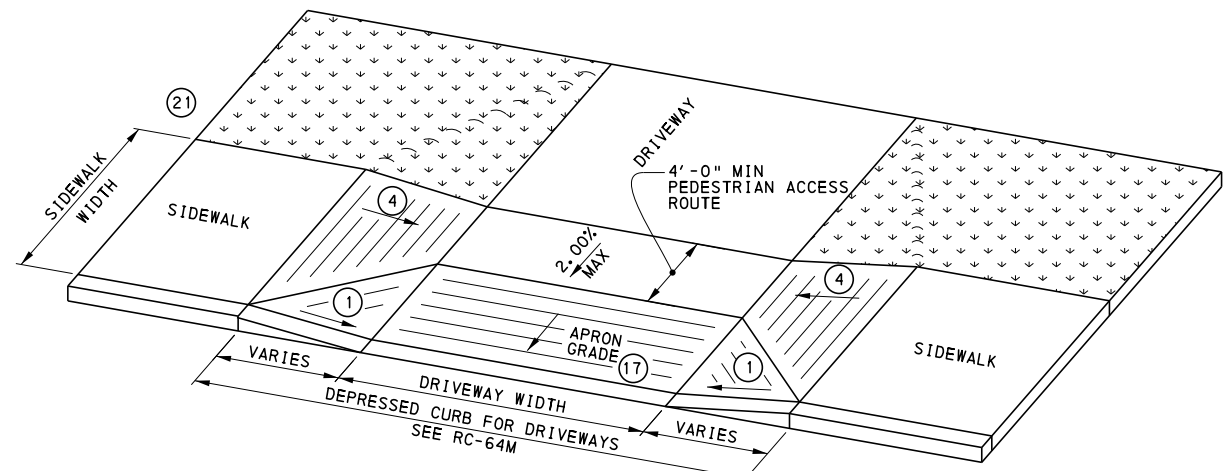 21
SIDEWALK
WIDTH
SIDEWALK
4
1
DRIVEWAY
4'-0" MIN
PEDESTRIAN ACCESS
ROUTE
2.00%
MAX
4
1
APRON
GRADE
17
SIDEWALK
VARIES
DRIVEWAY WIDTH
VARIES
DEPRESSED CURB FOR DRIVEWAYS
SEE RC-64M